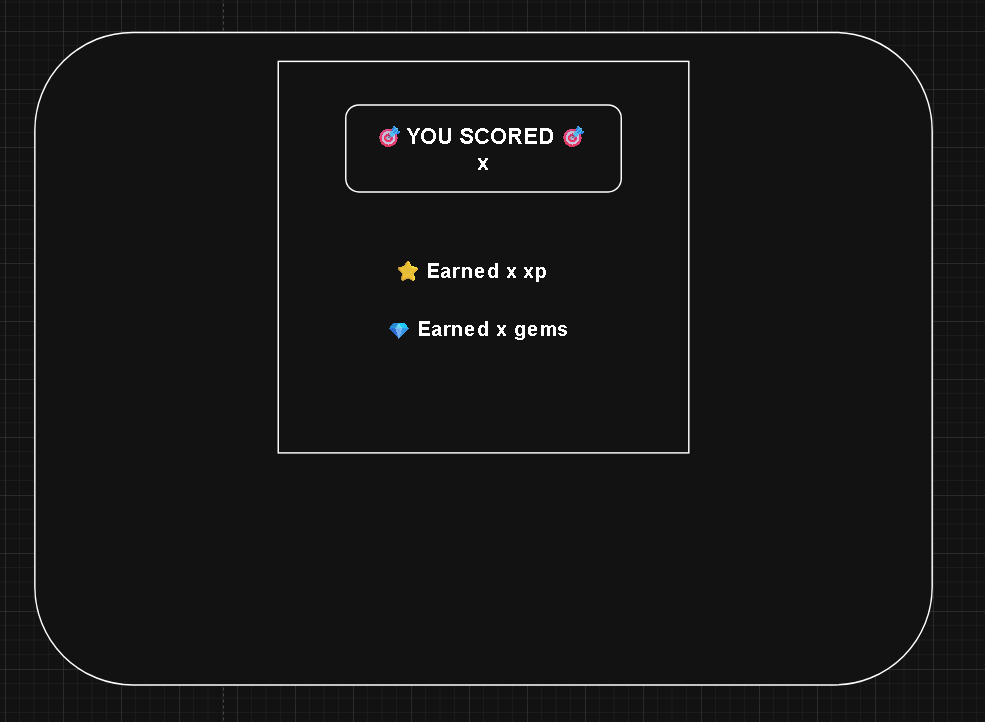 🎯 YOU SCORED 🎯
x
⭐ Earned x xp
💎 Earned x gems